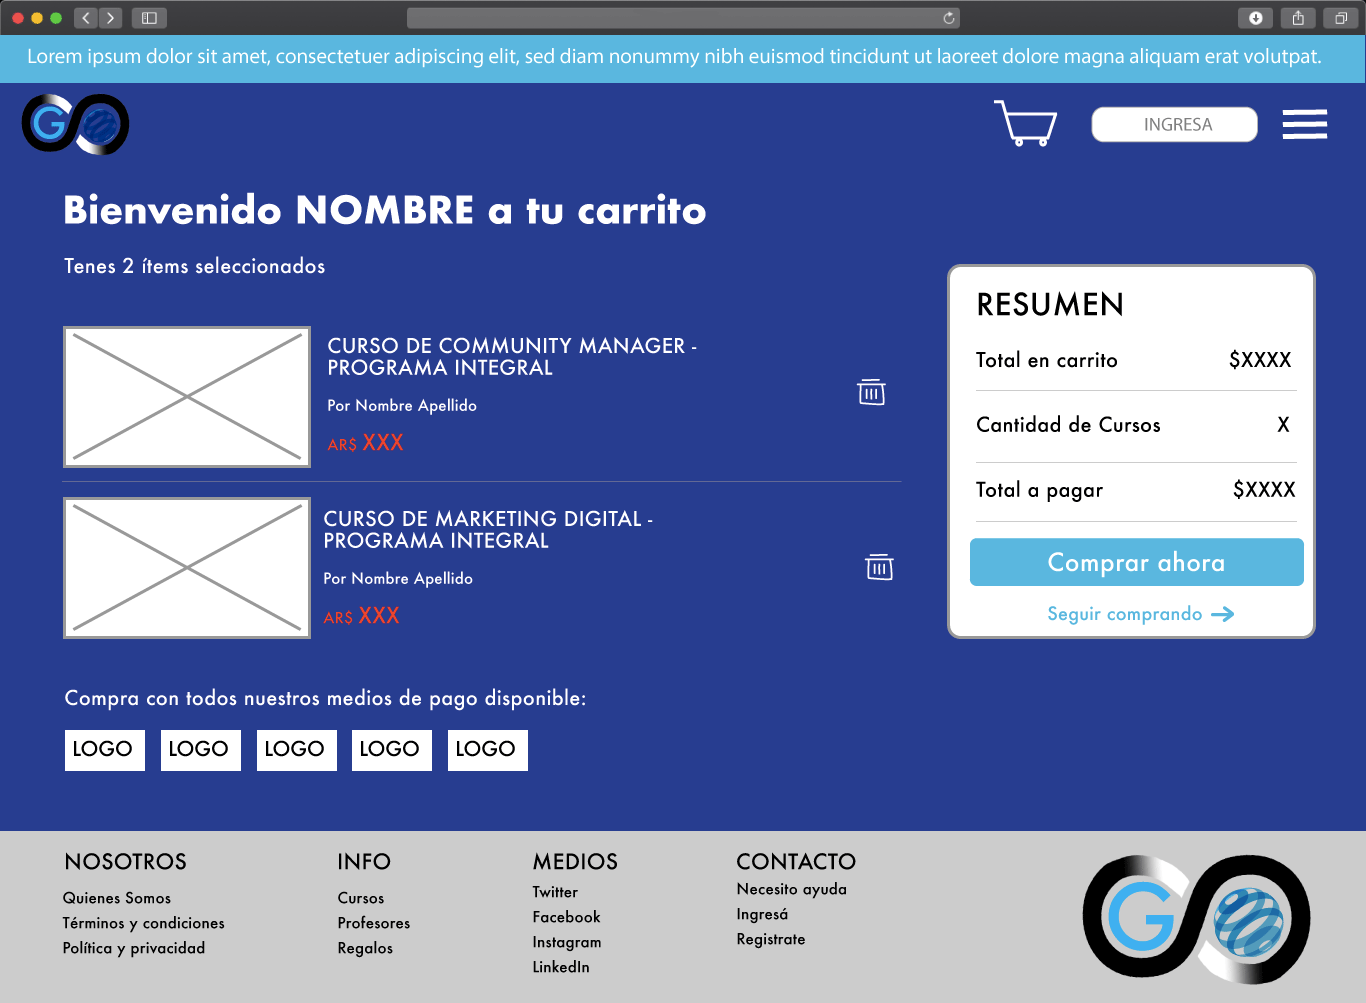 Lorem ipsum dolor sit amet, consectetuer adipiscing elit, sed diam nonummy nibh euismod tincidunt ut laoreet dolore magna aliquam erat volutpat.
G
INGRESA
Bienvenido NOMBRE a tu carrito
Tenes 2 ítems seleccionados
CURSO DE COMMUNITY MANAGER -
PROGRAMA INTEGRAL
Por Nombre Apellido
AR$ XXX
CURSO DE MARKETING DIGITAL -
PROGRAMA INTEGRAL
Por Nombre Apellido
AR$ XXX
RESUMEN
Total en carrito $XXXX
Cantidad de Cursos X
Total a pagar $XXXX
Comprar ahora
Seguir comprando
Compra con todos nuestros medios de pago disponible:
LOGO LOGO LOGO LOGO LOGO
NOSOTROS
Quienes Somos
Términos y condiciones
Política y privacidad
INFO
Cursos
Profesores
Regalos
MEDIOS
Twitter
Facebook
Instagram
LinkedIn
CONTACTO
Necesito ayuda
Ingresá
Registrate
G